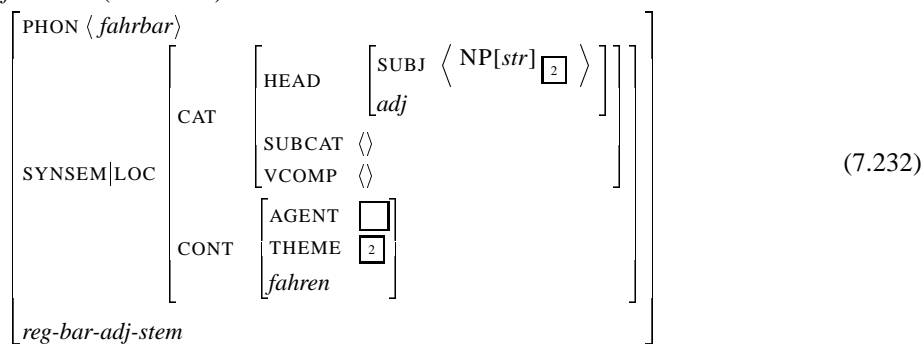 PHON ⟨ fahrbar⟩
SUBJ ⟨ NP[str] 2 ⟩
HEAD
adj
CAT
SUBCAT ⟨⟩
SYNSEM|LOC
(7.232)
VCOMP ⟨⟩
AGENT
CONT THEME 2
fahren
reg-bar-adj-stem